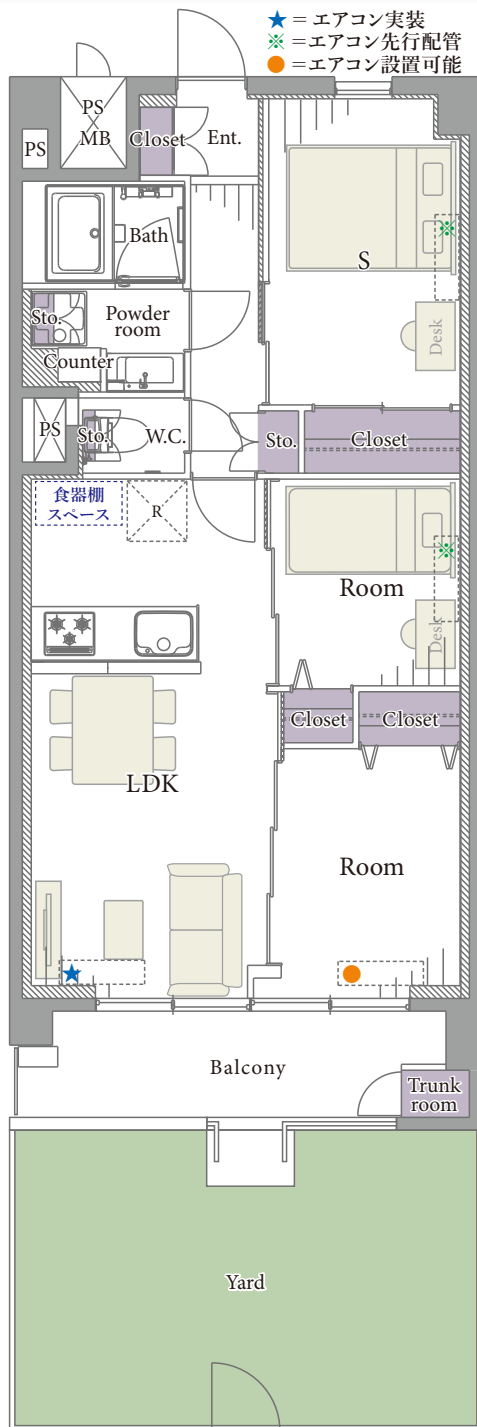 ★＝エアコン実装
※＝エアコン先行配管
●＝エアコン設置可能
PS
MB
PS
Closet
Ent.
Bath
S
Sto.
Powder
room
Desk
Counter
PS
Sto.
W.C.
Sto.
Closet
食器棚
スペース
R
※
※
Room
Desk
Closet
Closet
LDK
Room
★
●
Balcony
Trunk
room
Yard